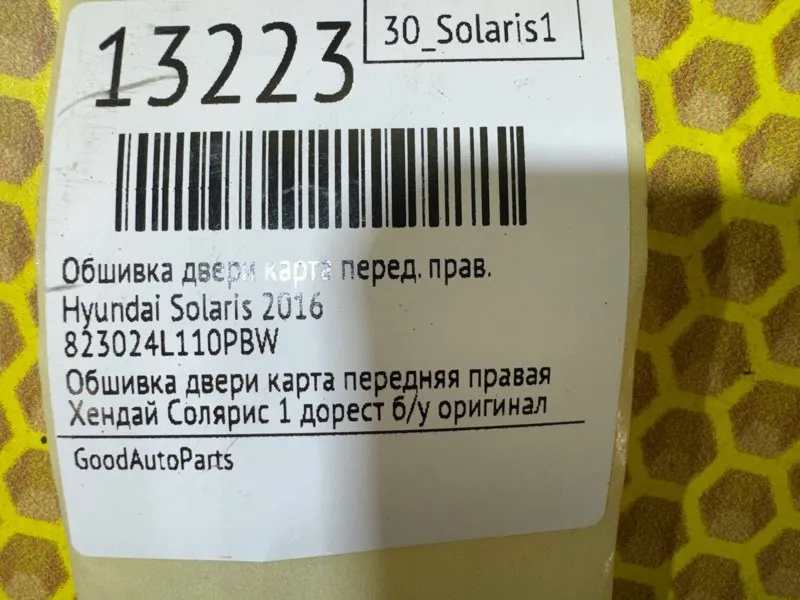 13223
30_Solaris1
Обшивка двери карта перед. прав.
Hyundai Solaris 2016
823024L110PBW
Обшивка двери карта передняя правая
Хендай Солярис 1 дорест б/у оригинал
GoodAutoParts